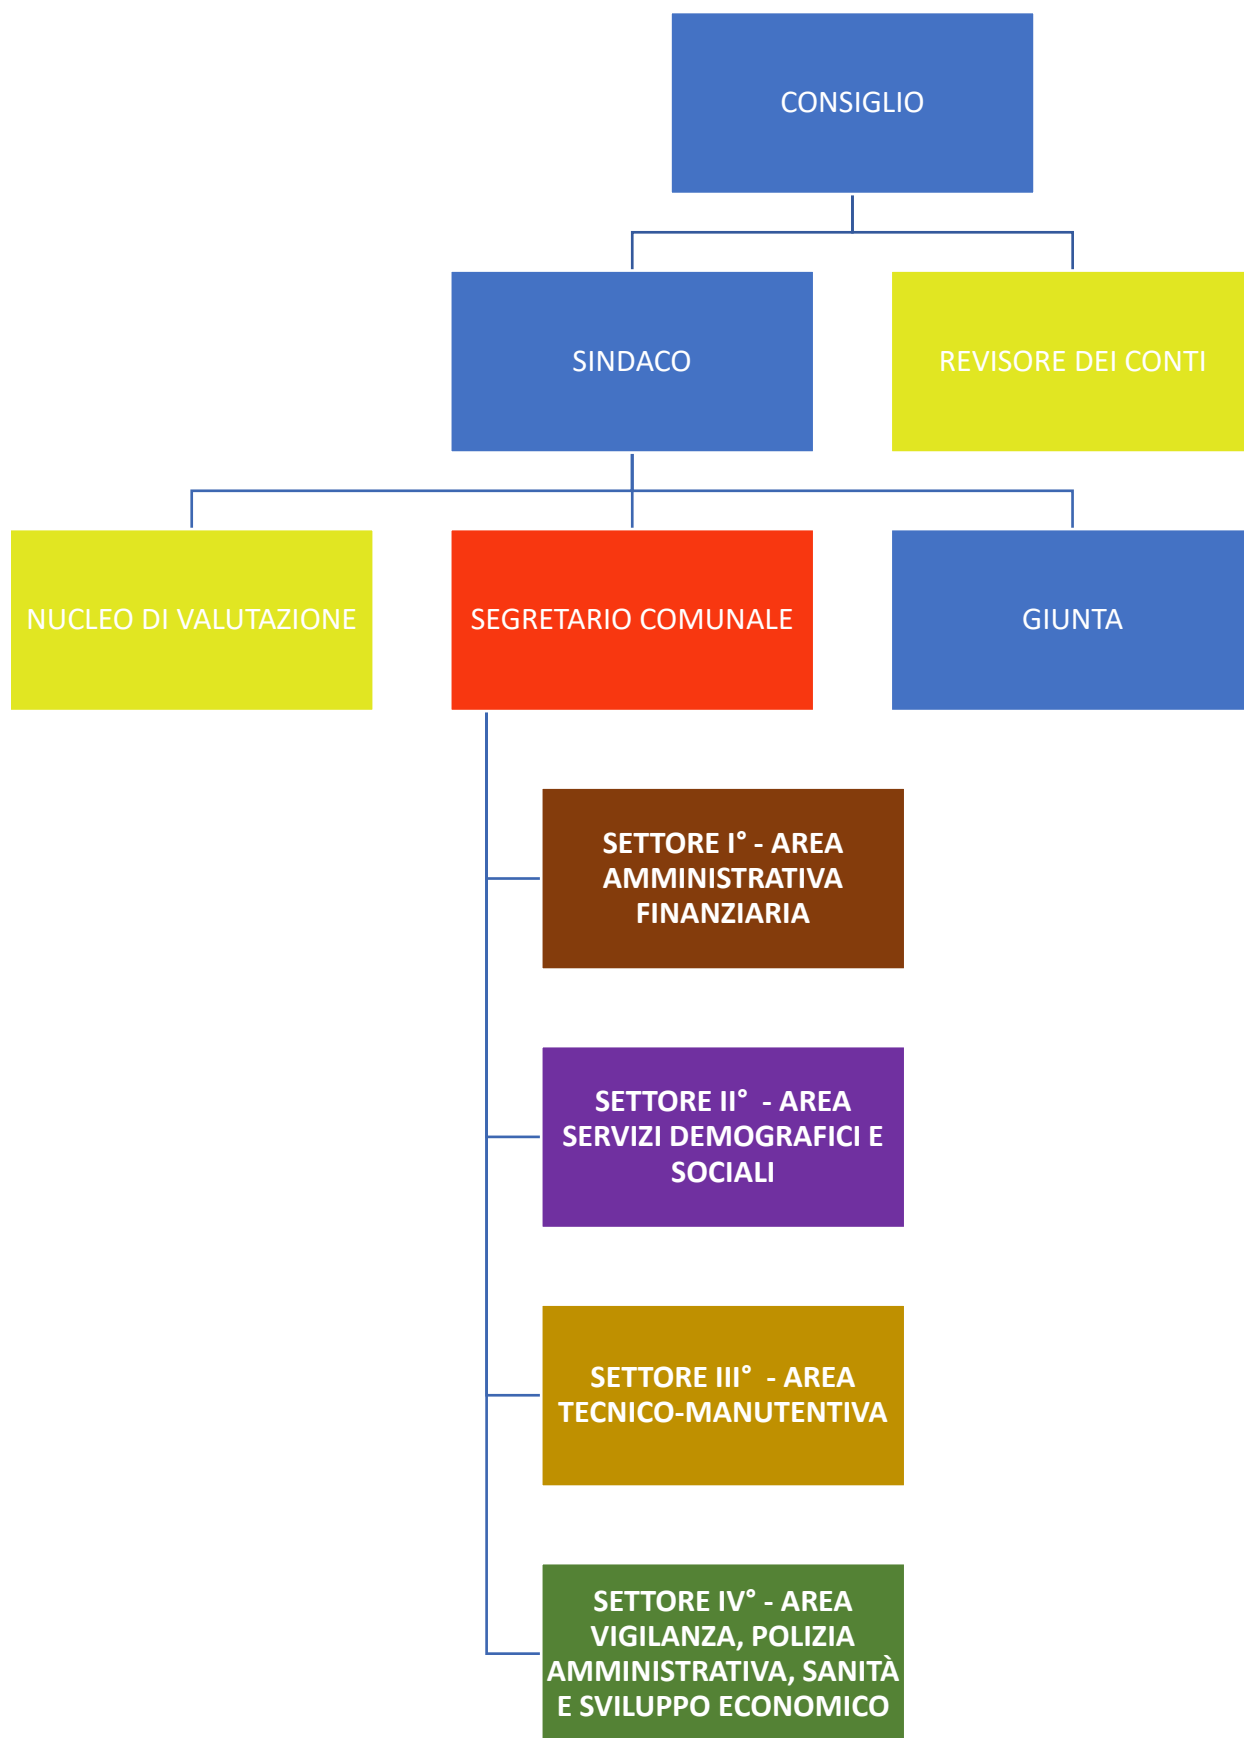 CONSIGLIO
SINDACO
REVISORE DEI CONTI
NUCLEO DI VALUTAZIONE
SEGRETARIO COMUNALE
GIUNTA
SETTORE I° - AREA
AMMINISTRATIVA
FINANZIARIA
SETTORE II° - AREA
SERVIZI DEMOGRAFICI E
SOCIALI
SETTORE III° - AREA
TECNICO-MANUTENTIVA
SETTORE IV° - AREA
VIGILANZA, POLIZIA
AMMINISTRATIVA, SANITÀ
E SVILUPPO ECONOMICO